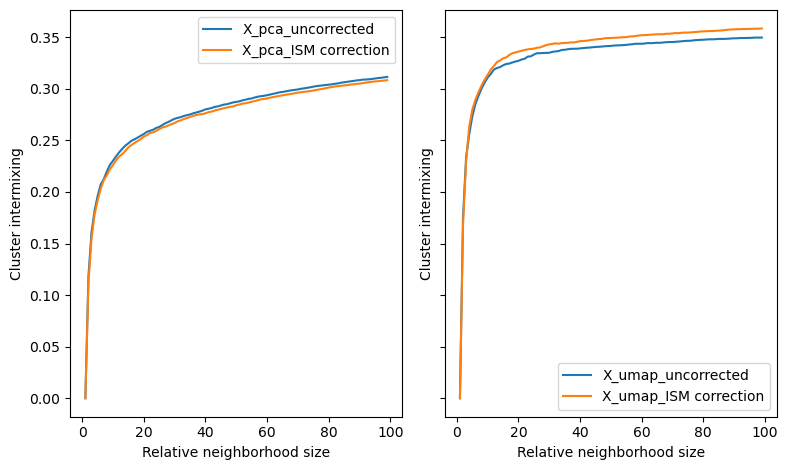 X_pca_uncorrected
X_pca_ISM correction
Cluster intermixing
0.35
0.30
0.25
0.20
0.15
0.10
0.05
0.00
0 20 40 60 80 100
Relative neighborhood size
Cluster intermixing
X_umap_uncorrected
X_umap_ISM correction
0 20 40 60 80 100
Relative neighborhood size